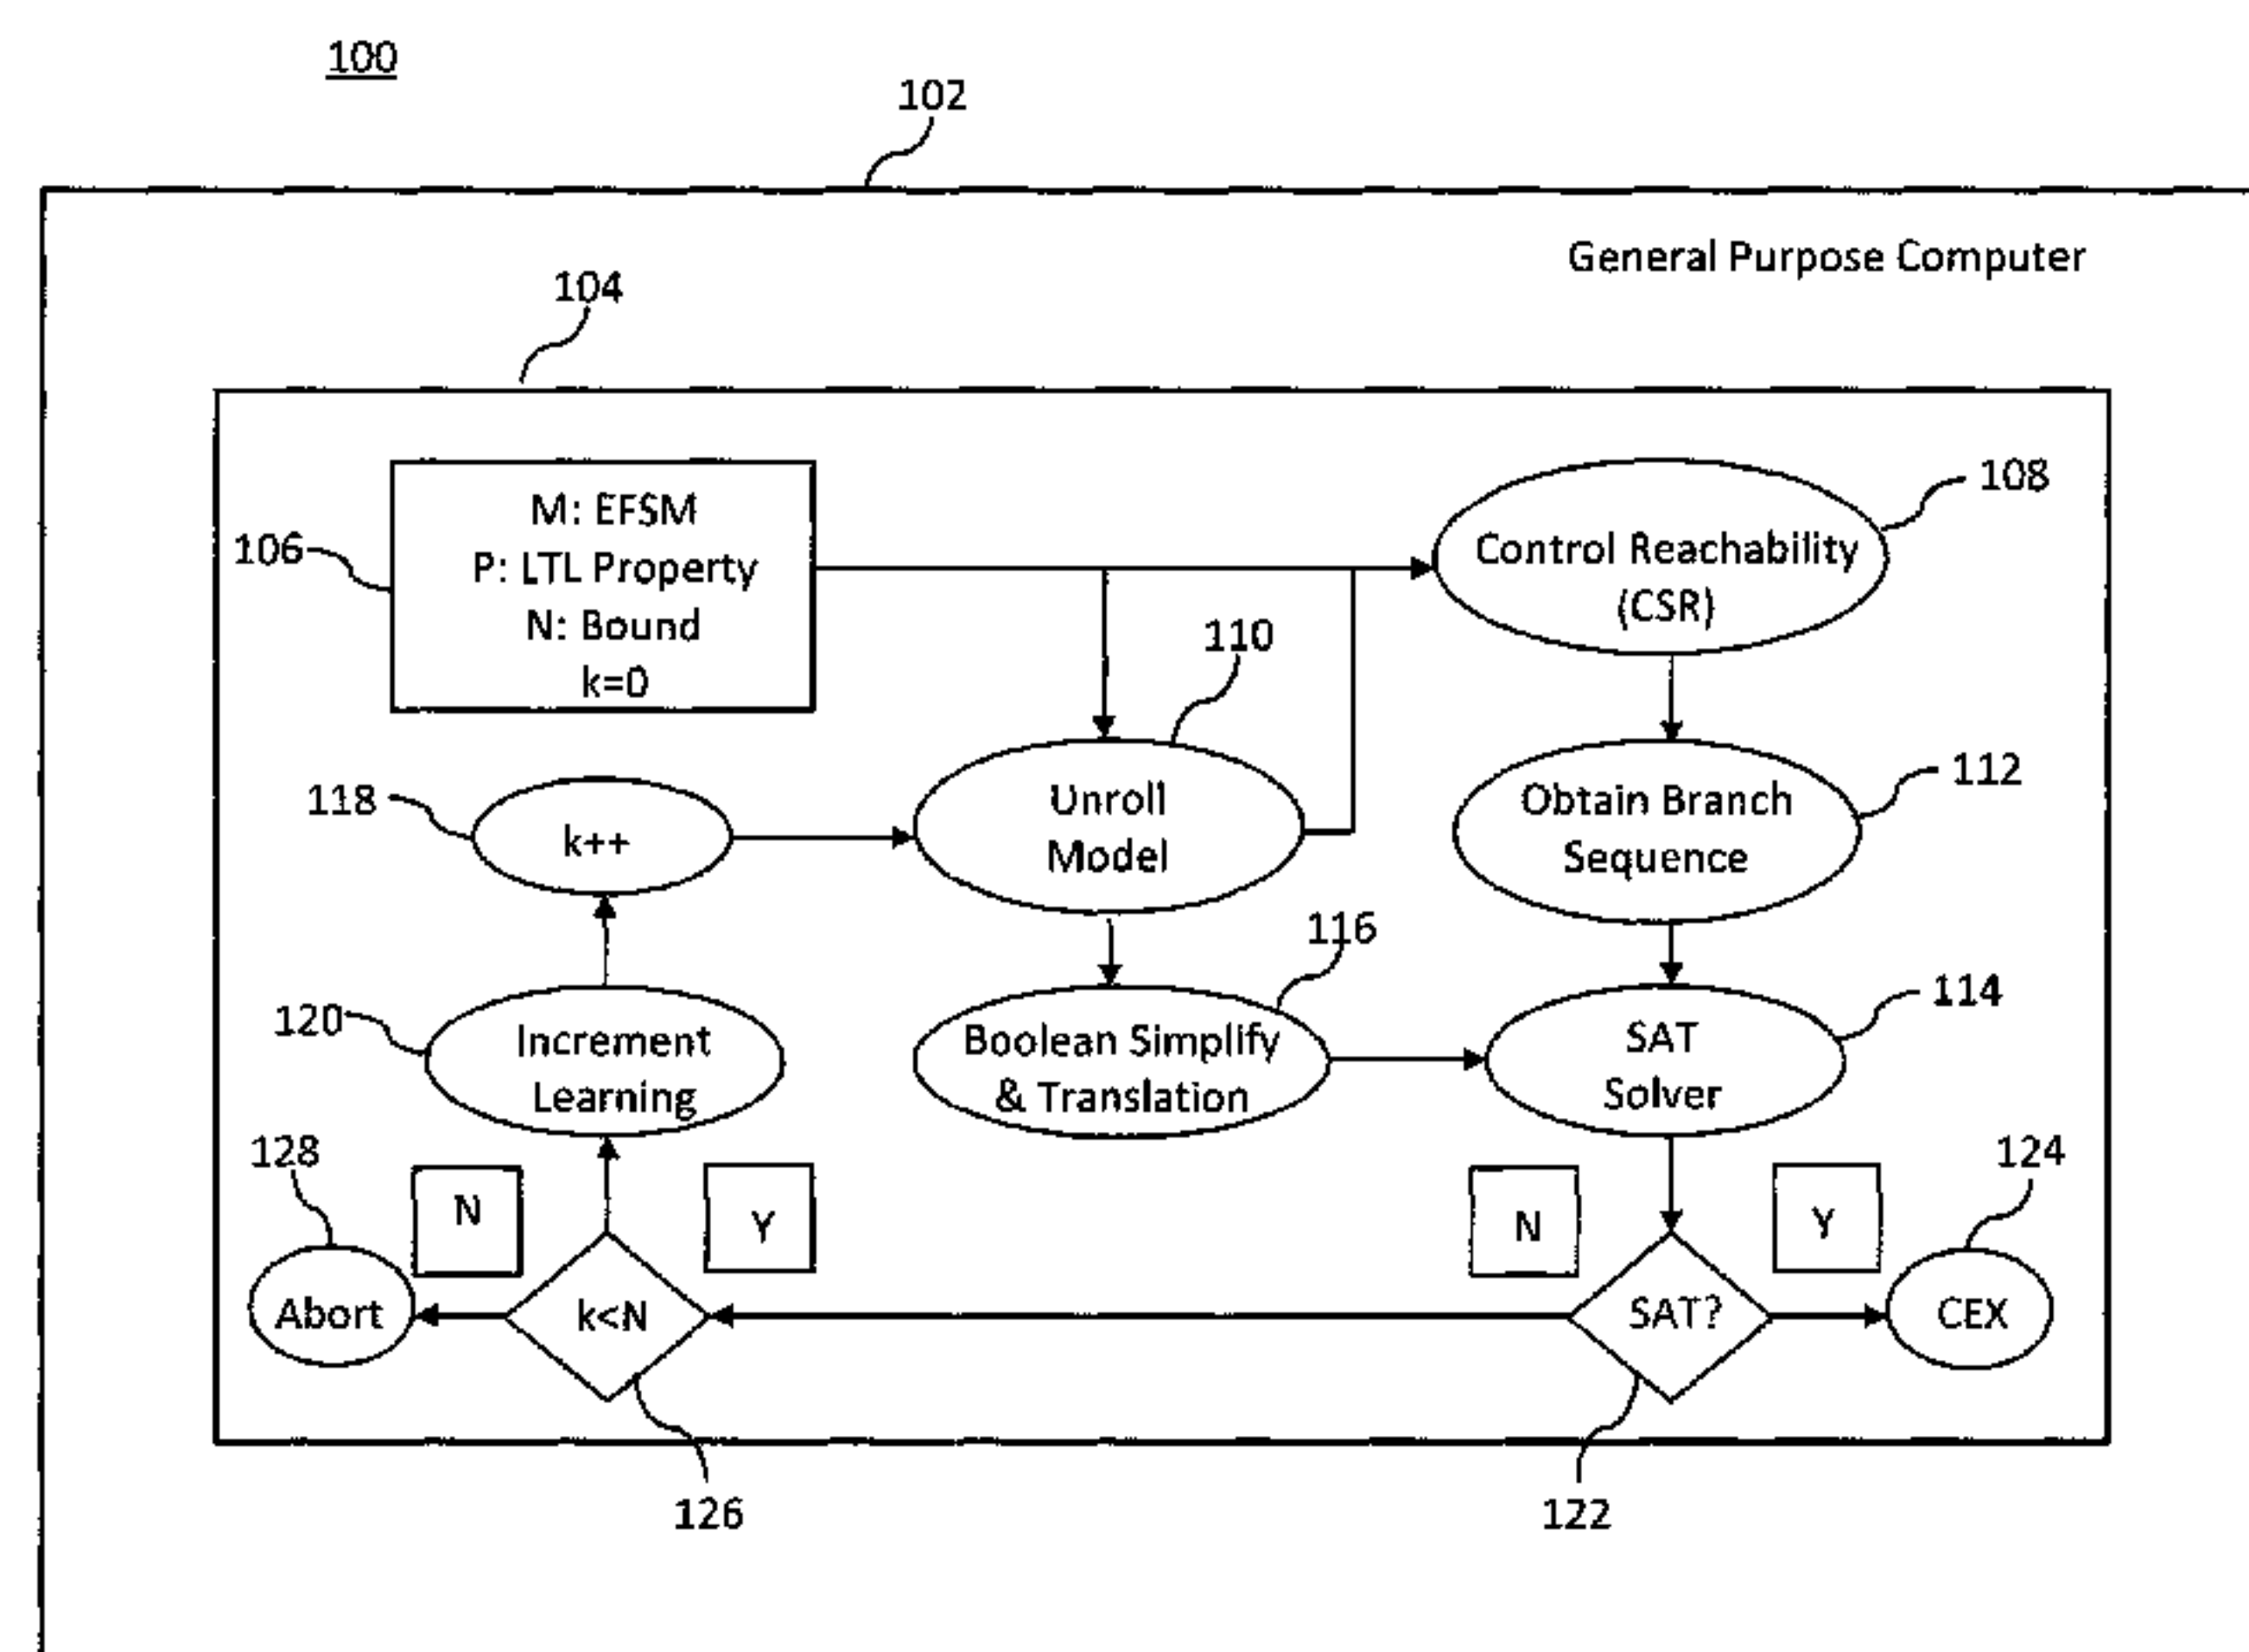 100
102
General Purpose Computer
104
M: EFSM
P: LTL Property
N: Bound
k=0
106
108
Control Reachability
(CSR)
110
118
k++
Unroll
Model
112
Obtain Branch
Sequence
116
120
Increment
Learning
Boolean Simplify
& Translation
114
SAT
Solver
128
N
Y
N
Y
124
Abort
k<N
SAT?
CEX
126
122